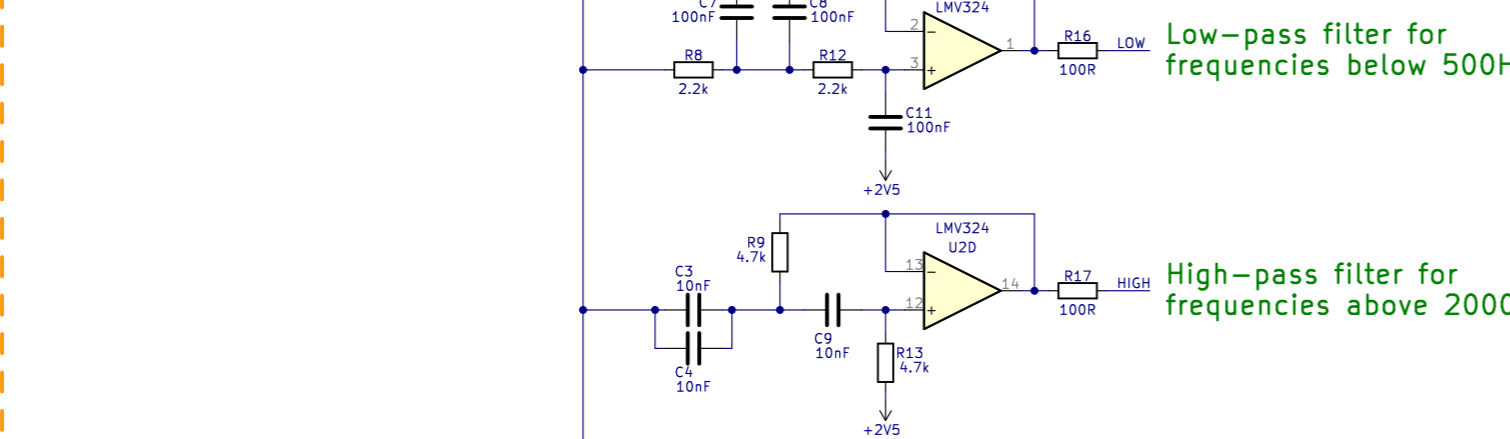 C7
100nF
C8
100nF
LMV324
2
3
1
R8
2.2k
R12
2.2k
R16
100R
LOW
Low-pass filter for
frequencies below 500H
C11
100nF
+2V5
R9
4.7k
LMV324
U2D
13
12
14
C3
10nF
C4
10nF
C9
10nF
R13
4.7k
R17
100R
HIGH
High-pass filter for
frequencies above 2000
+2V5